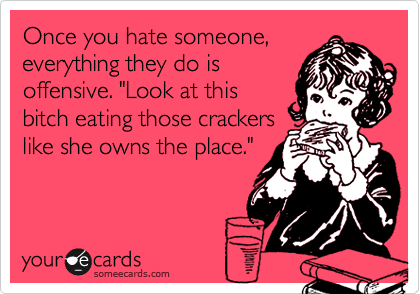 Once you hate someone,
everything they do is
offensive. "Look at this
bitch eating those crackers
like she owns the place."
your e cards
someecards.com